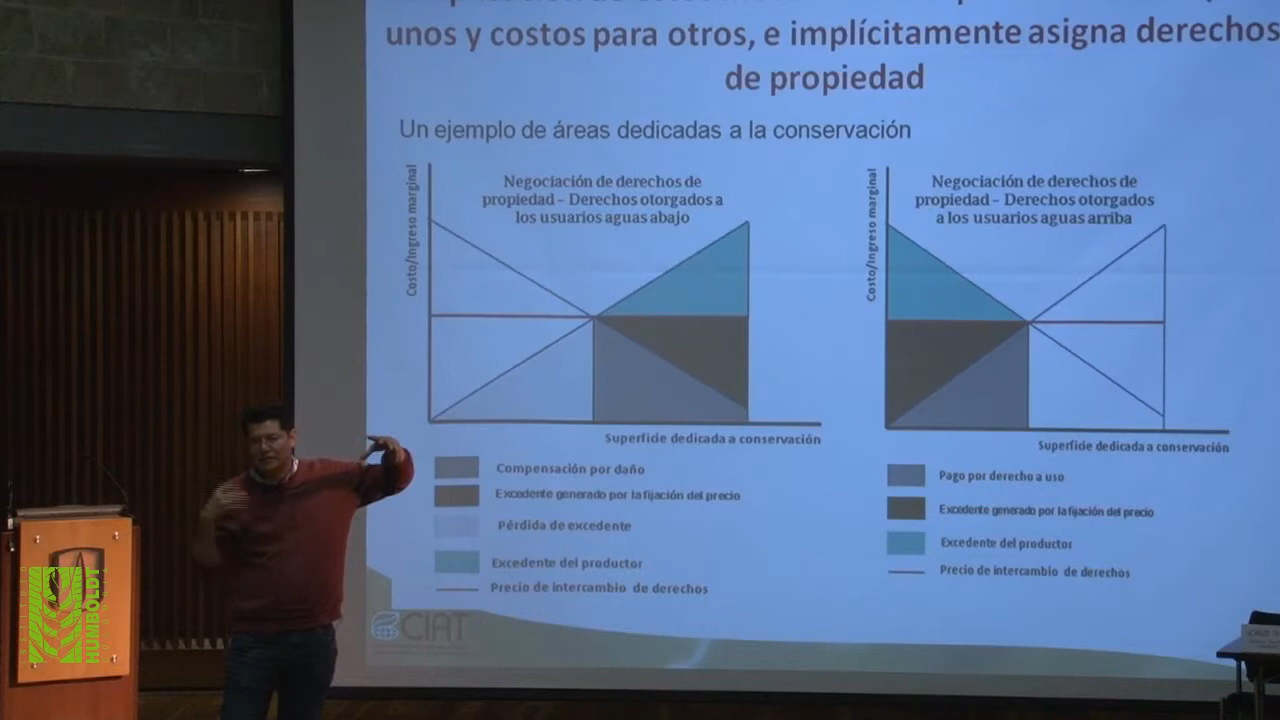 unos y costos para otros, e implícitamente asigna derechos
de propiedad
Un ejemplo de áreas dedicadas a la conservación
Costo/Ingreso marginal
Negociación de derechos de
propiedad – Derechos otorgados a
los usuarios aguas abajo
Superficie dedicada a conservación
Compensación por daño
Excedente generado por la fijación del precio
Pérdida de excedente
Excedente del productor
Precio de intercambio de derechos
Costo/Ingreso marginal
Negociación de derechos de
propiedad – Derechos otorgados
a los usuarios aguas arriba
Superficie dedicada a conservación
Pago por derecho a uso
Excedente generado por la fijación del precio
Excedente del productor
Precio de intercambio de derechos
CIAT
INSTITUTO
HUMBOLDT